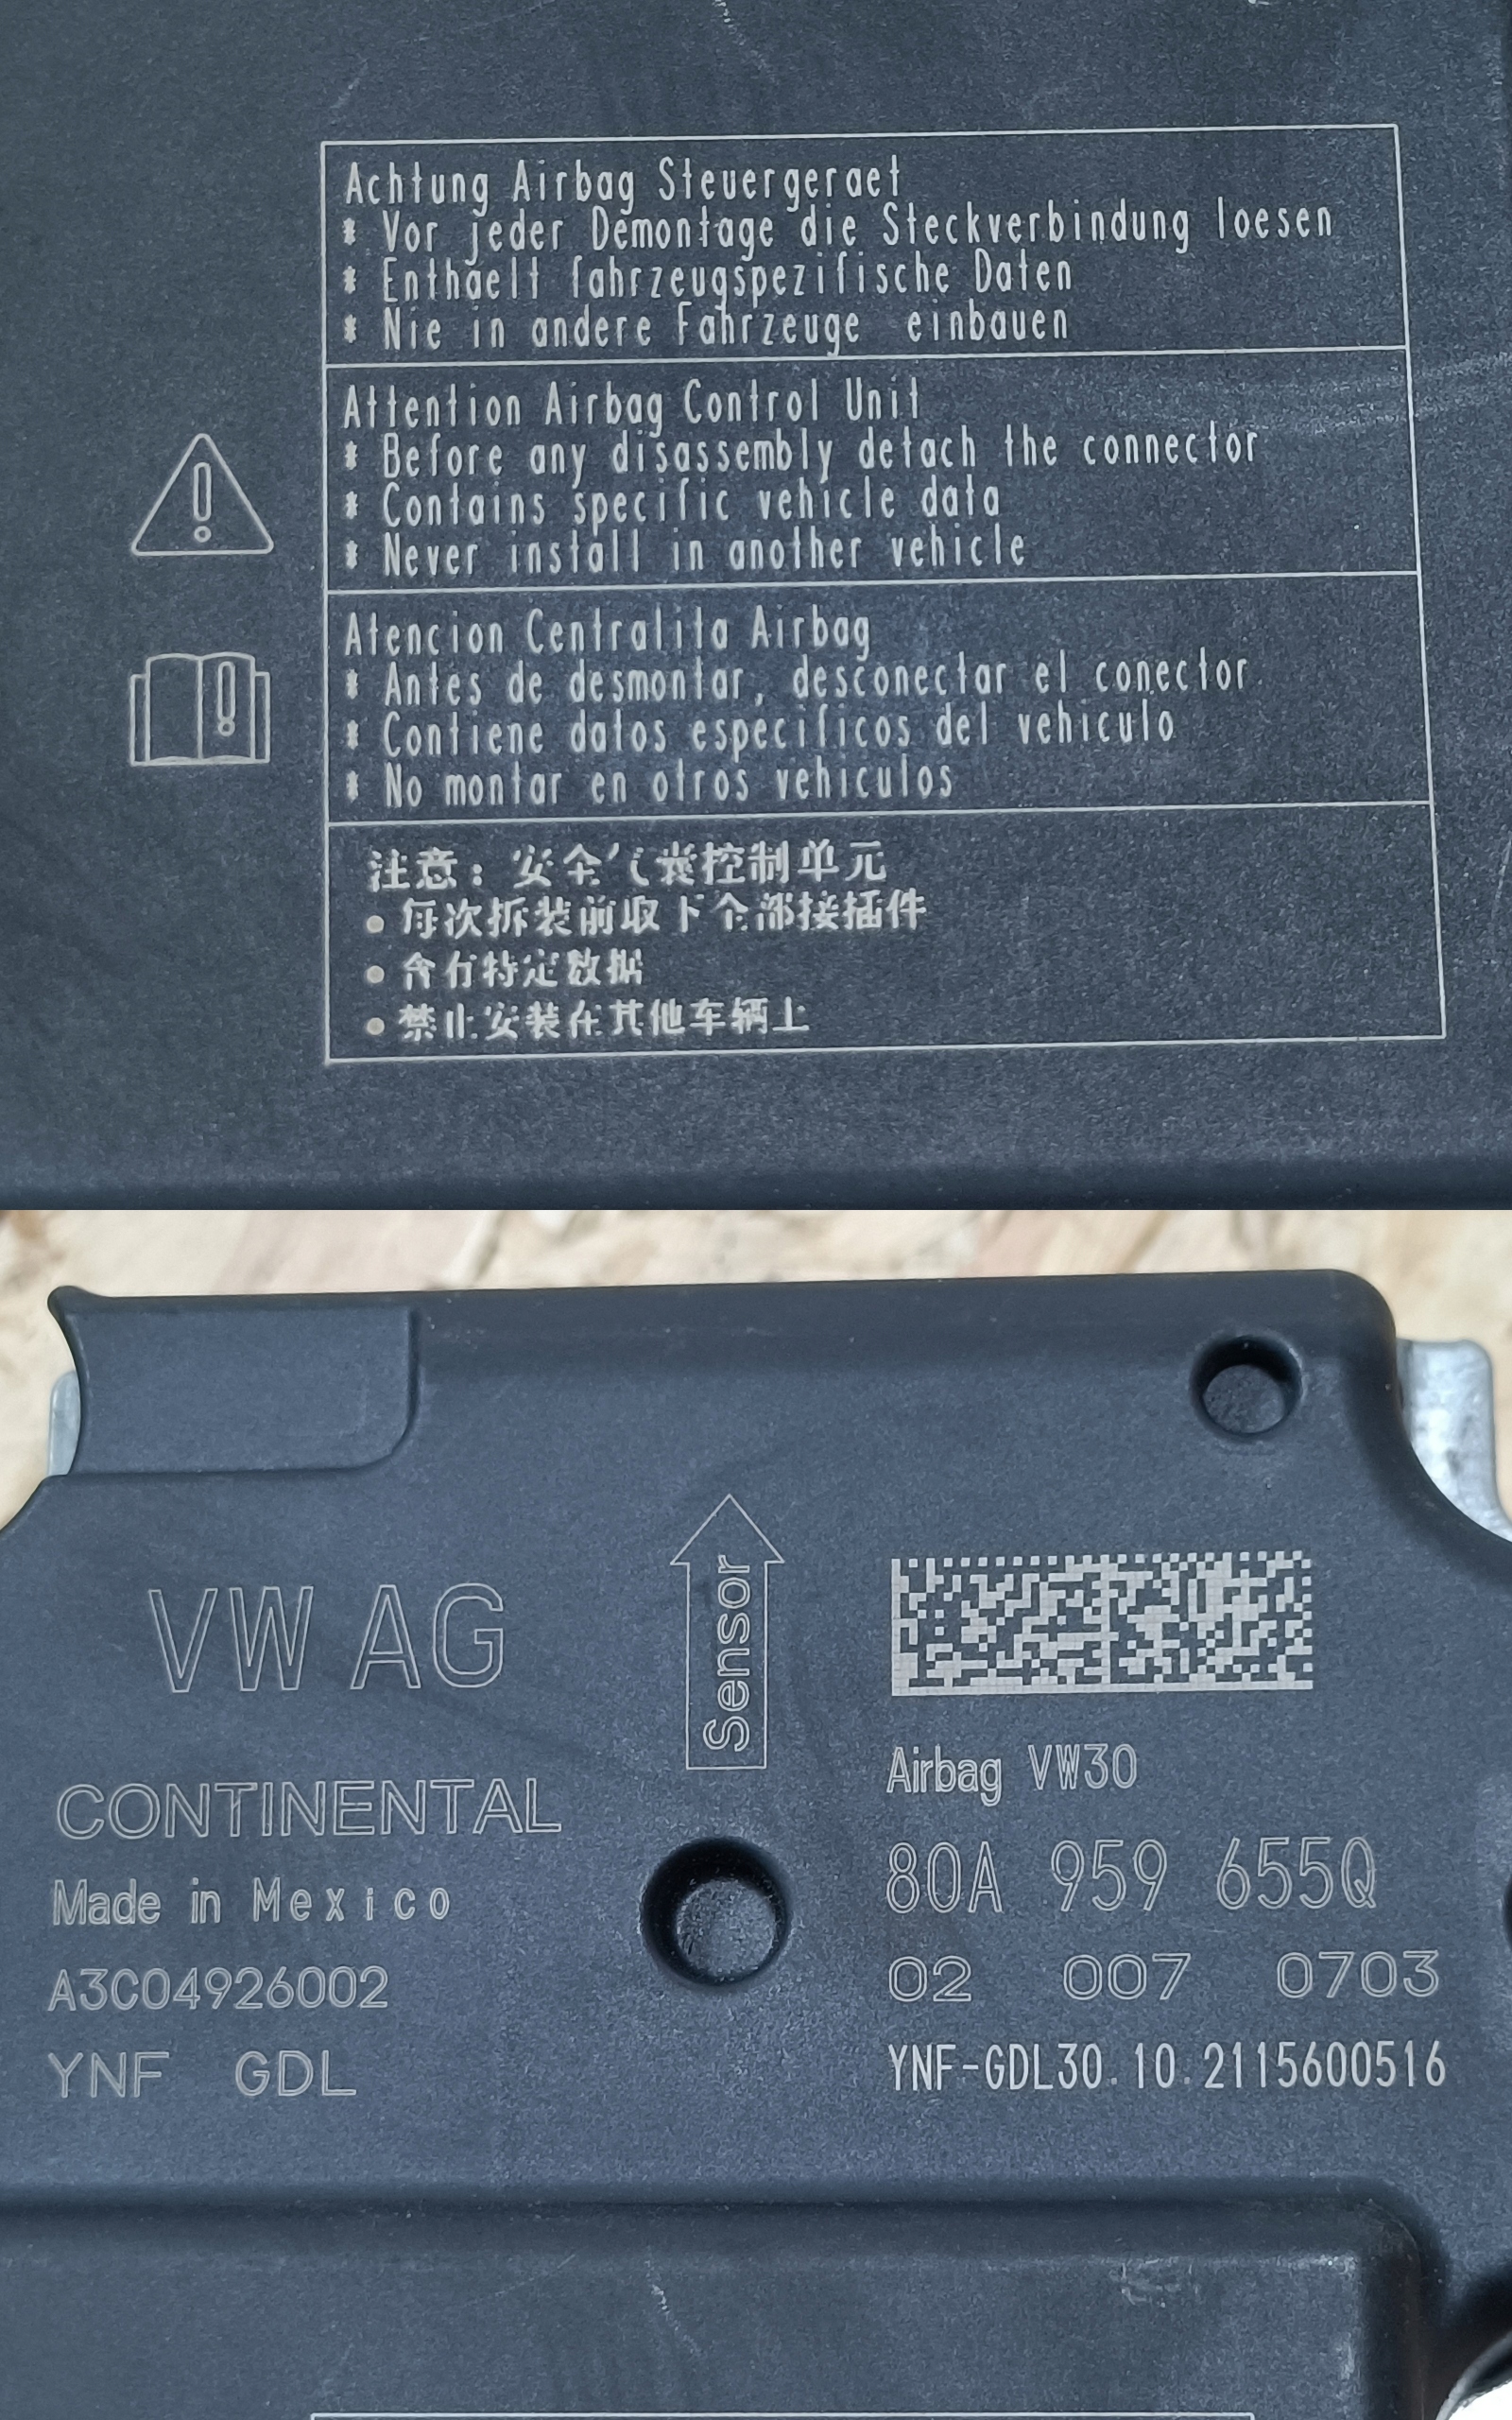 Achtung Airbag Steuergeraet
* Vor jeder Demontage die Steckverbindung loesen
* Enthaelt fahrzeugspezifische Daten
* Nie in andere Fahrzeuge einbauen
Attention Airbag Control Unit
* Before any disassembly detach the connector
* Contains specific vehicle data
* Never install in another vehicle
Atencion Centralita Airbag
* Antes de desmontar, desconectar el conector
* Contiene datos especificos del vehiculo
* No montar en otros vehiculos
注意：安全气囊控制单元
• 每次拆装前取下全部接插件
• 含有特定数据
• 禁止安装在其他车辆上
VW AG
Sensor
CONTINENTAL
Made in Mexico
A3C04926002
YNF GDL
Airbag VW30
80A 959 655Q
02 007 0703
YNF-GDL30.10.2115600516